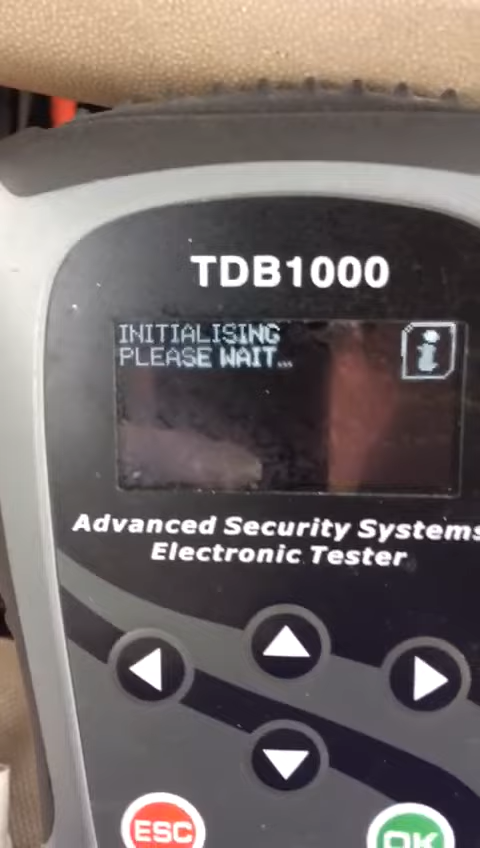 TDB1000
INITIALISING
PLEASE WAIT...
i
Advanced Security Systems
Electronic Tester
ESC
OK